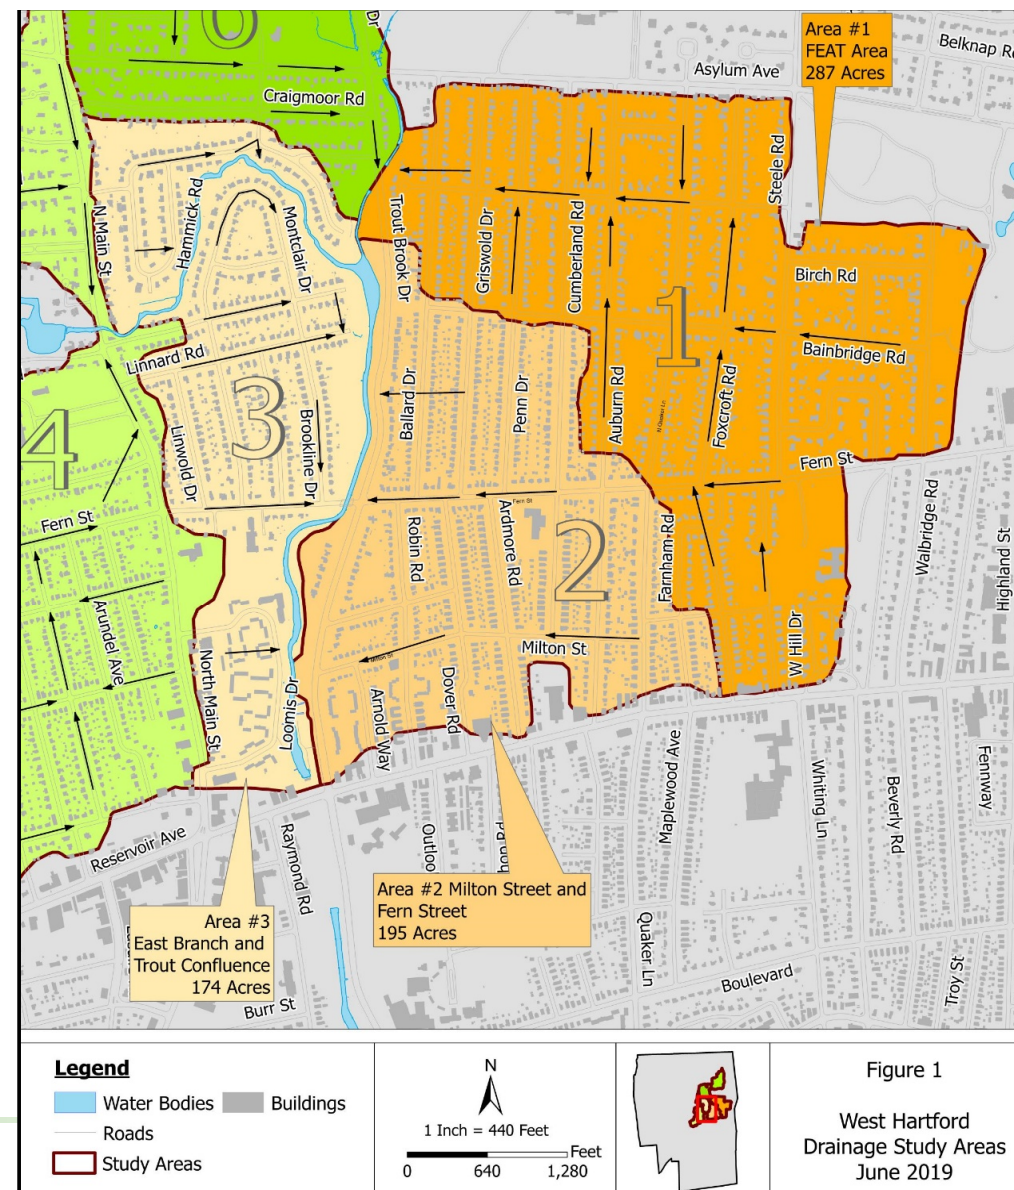 Dr
Area #1
FEAT Area
287 Acres
Asylum Ave
Belknap Rd
Craigmoor Rd
Steele Rd
N Main St
Hammick Rd
Montclair Dr
Trout Brook Dr
Griswold Dr
Cumberland Rd
Birch Rd
1
Bainbridge Rd
Linnard Rd
Ballard Dr
Penn Dr
Auburn Rd
N Quaker Ln
Foxcroft Rd
4
3
Linwold Dr
Brookline Dr
Fern St
Fern St
Fern St
Robin Rd
Ardmore Rd
2
Farnham Rd
Walbridge Rd
Highland St
Arundel Ave
Milton St
Milton St
W Hill Dr
North Main St
Loomis Dr
Arnold Way
Dover Rd
Maplewood Ave
Whiting Ln
Beverly Rd
Fennway
Reservoir Ave
Raymond Rd
Area #2 Milton Street and
Fern Street
195 Acres
Area #3
East Branch and
Trout Confluence
174 Acres
Quaker Ln
Boulevard
Troy St
Burr St
Legend
Water Bodies
Buildings
Roads
Study Areas
N
1 Inch = 440 Feet
Feet
0 640 1,280
Figure 1
West Hartford
Drainage Study Areas
June 2019